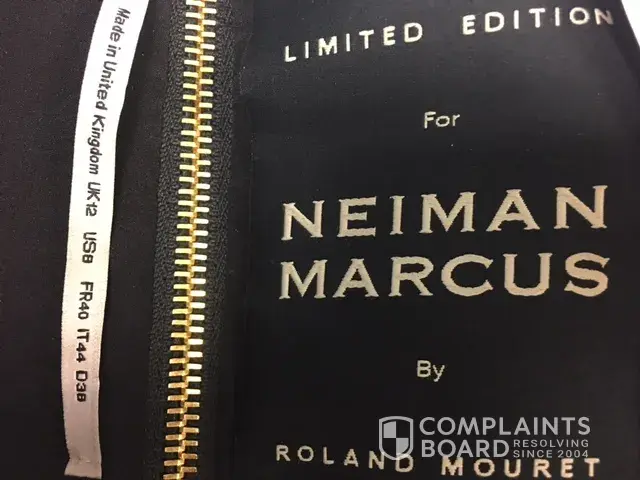 Made in United Kingdom UK12 US8 FR40 IT44 D38
LIMITED EDITION
For
NEIMAN
MARCUS
By
ROLAND MOURET
COMPLAINTS
BOARD RESOLVING
SINCE 2004